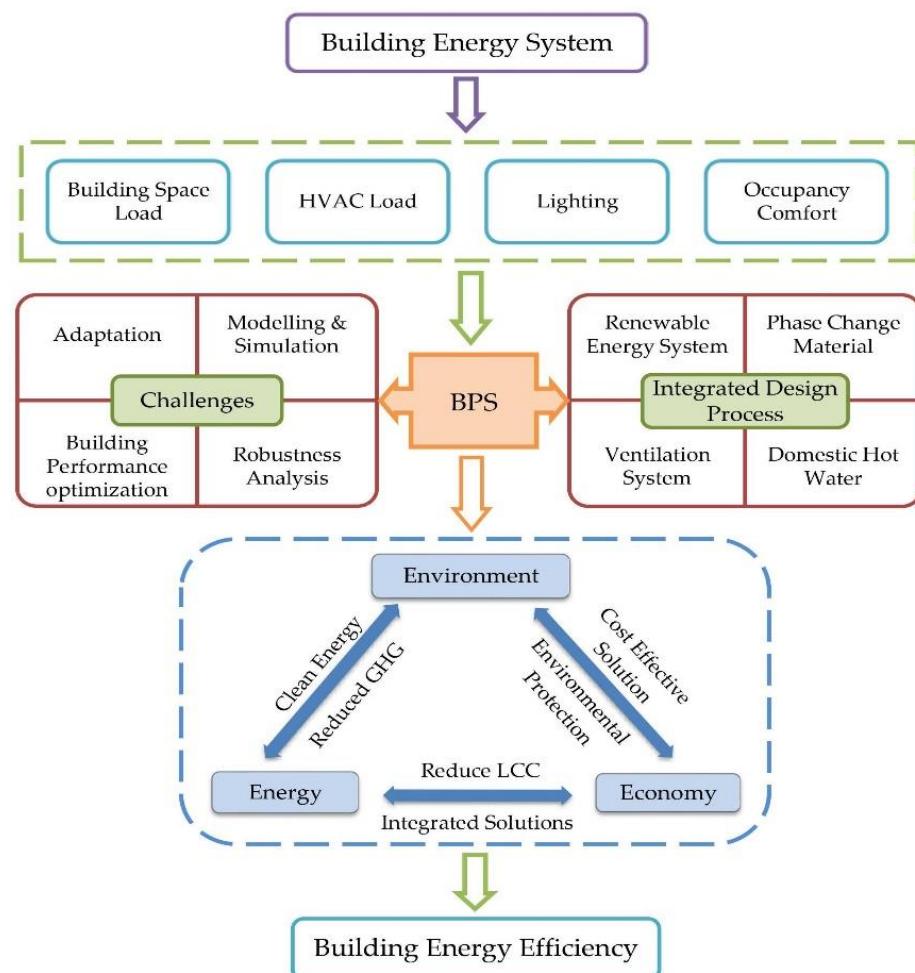 Building Energy System
Building Space
Load
HVAC Load
Lighting
Occupancy
Comfort
Adaptation
Modelling &
Simulation
Challenges
Building
Performance
optimization
Robustness
Analysis
BPS
Renewable
Energy System
Phase Change
Material
Integrated Design
Process
Ventilation
System
Domestic Hot
Water
Environment
Clean Energy
Reduced GHG
Cost Effective
Solution
Environmental
Protection
Energy
Reduce LCC
Integrated Solutions
Economy
Building Energy Efficiency